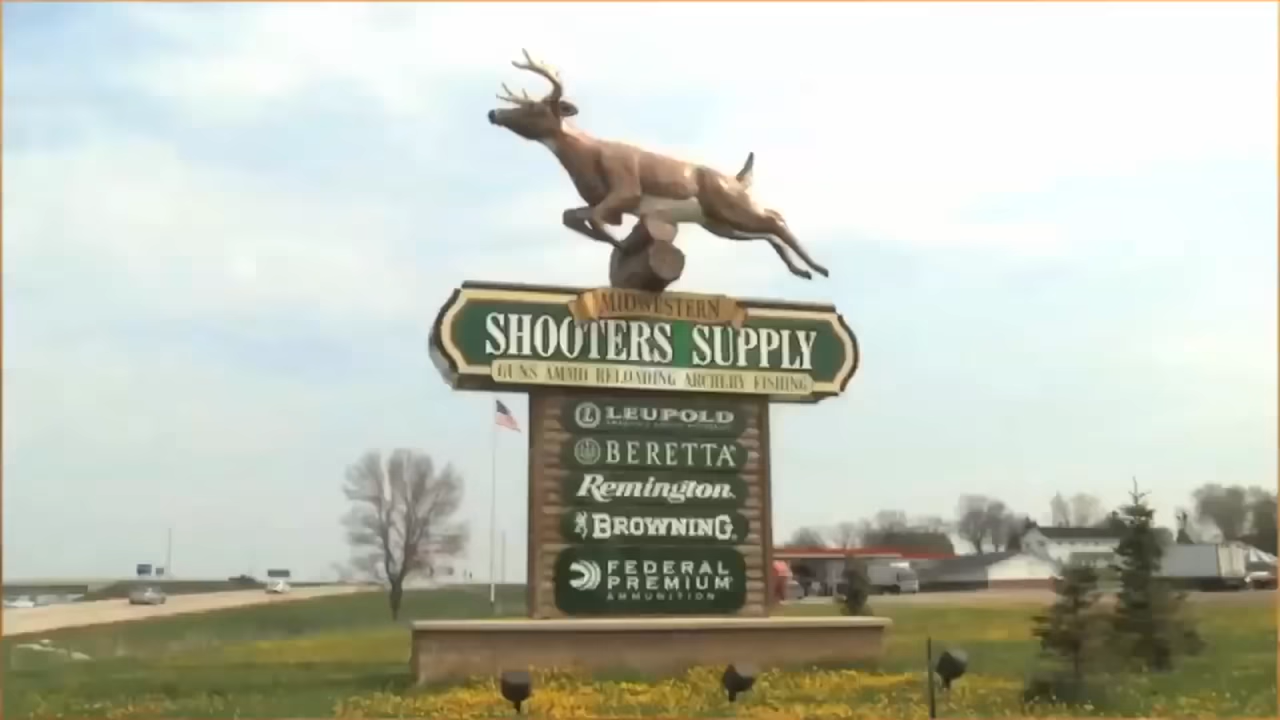 MIDWESTERN
SHOOTERS SUPPLY
GUNS AMMO RELOADING ARCHERY FISHING
LEUPOLD
BERETTA
Remington.
BROWNING.
FEDERAL
PREMIUM
AMMUNITION